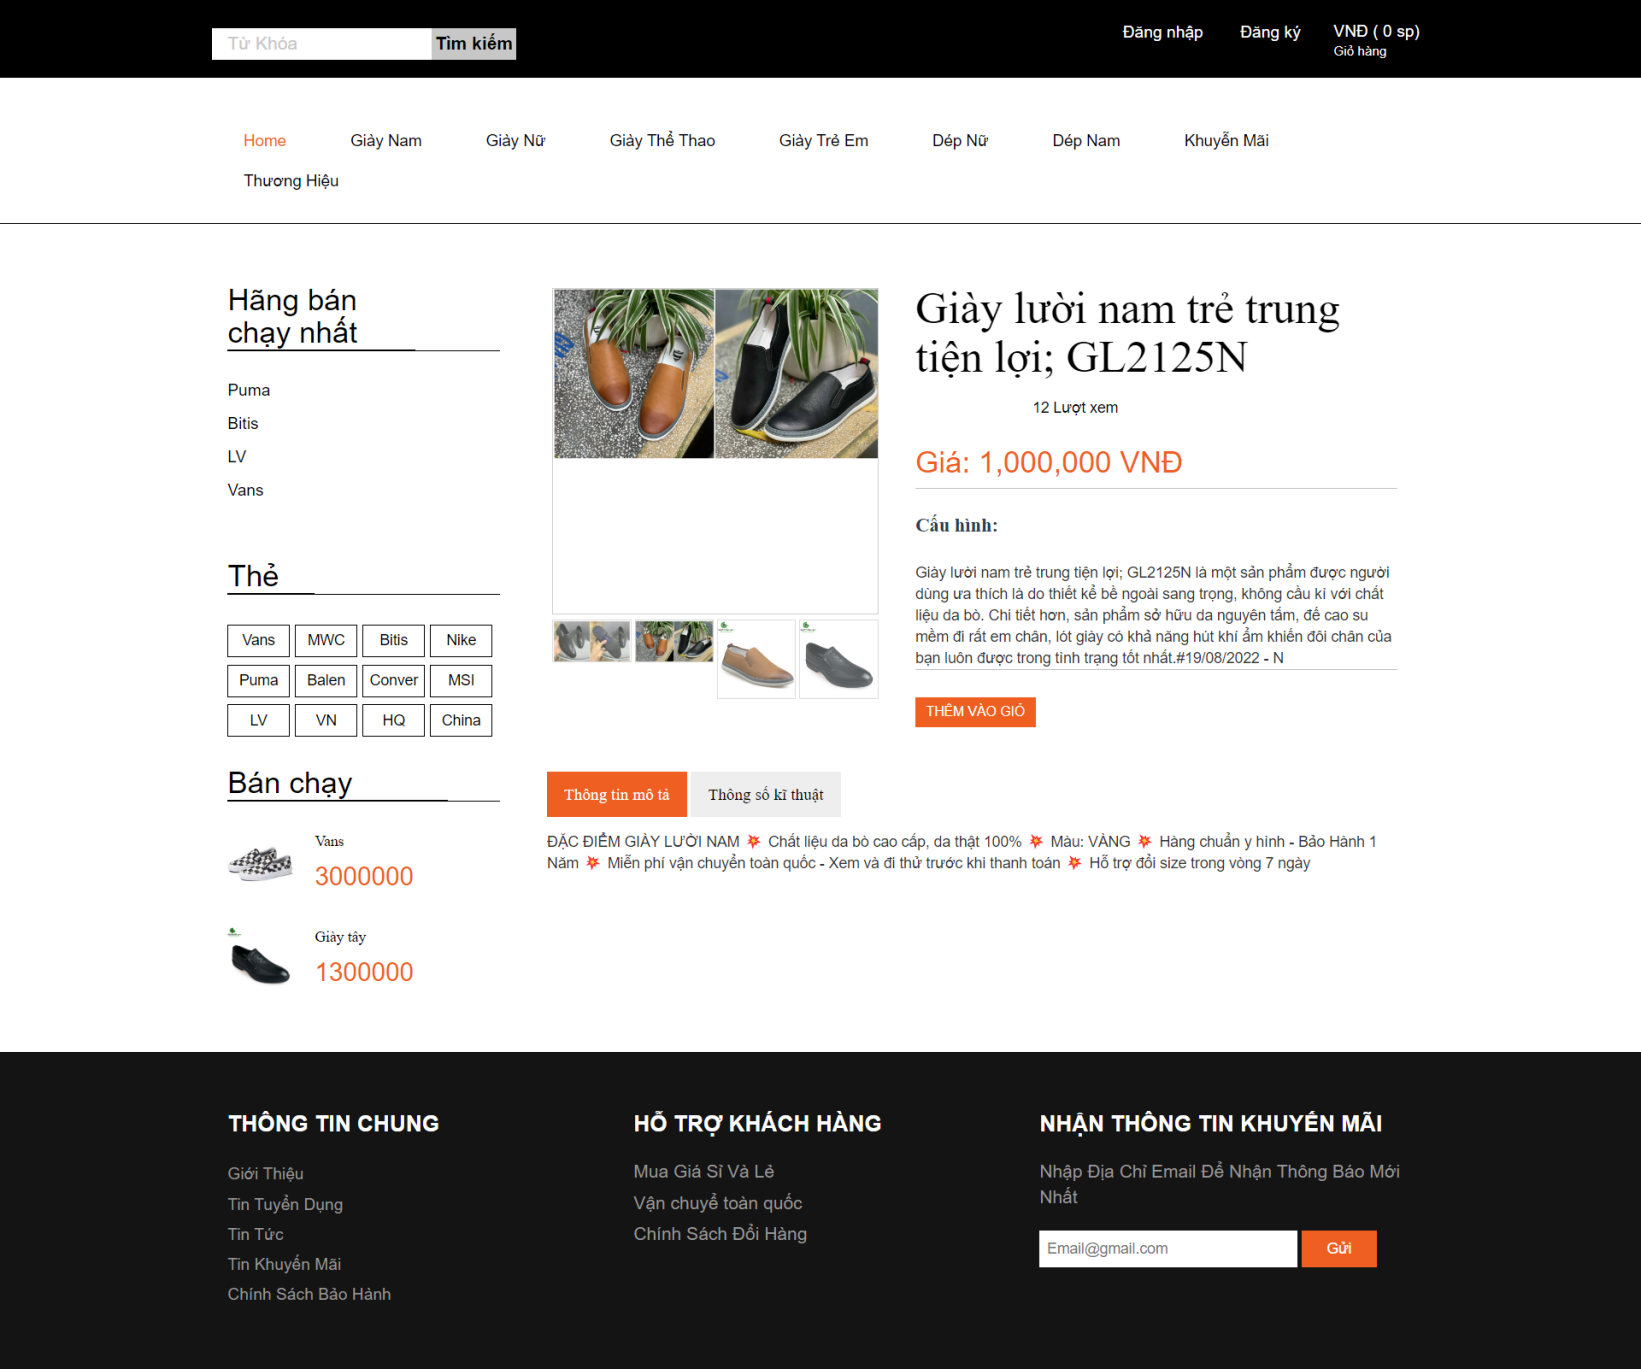 Từ Khóa
Tìm kiếm
Đăng nhập
Đăng ký
VNĐ ( 0 sp)
Giỏ hàng
Home
Giày Nam
Giày Nữ
Giày Thể Thao
Giày Trẻ Em
Dép Nữ
Dép Nam
Khuyễn Mãi
Thương Hiệu
Hãng bán
chạy nhất
Puma
Bitis
LV
Vans
Thẻ
Vans
MWC
Bitis
Nike
Puma
Balen
Conver
MSI
LV
VN
HQ
China
Bán chạy
Vans
3000000
Giày tây
1300000
Giày lười nam trẻ trung
tiện lợi; GL2125N
12 Lượt xem
Giá: 1,000,000 VNĐ
Cấu hình:
Giày lười nam trẻ trung tiện lợi; GL2125N là một sản phẩm được người
dùng ưa thích là do thiết kể bề ngoài sang trọng, không cầu kì với chất
liệu da bò. Chi tiết hơn, sản phẩm sở hữu da nguyên tấm, đế cao su
mềm đi rất em chân, lót giày có khả năng hút khí ẩm khiến đôi chân của
bạn luôn được trong tình trạng tốt nhất.#19/08/2022 - N
THÊM VÀO GIỎ
Thông tin mô tả
Thông số kĩ thuật
ĐẶC ĐIỂM GIÀY LƯỜI NAM 💥 Chất liệu da bò cao cấp, da thật 100% 💥 Màu: VÀNG 💥 Hàng chuẩn y hình - Bảo Hành 1
Năm 💥 Miễn phí vận chuyển toàn quốc - Xem và đi thử trước khi thanh toán 💥 Hỗ trợ đổi size trong vòng 7 ngày
THÔNG TIN CHUNG
Giới Thiệu
Tin Tuyển Dụng
Tin Tức
Tin Khuyến Mãi
Chính Sách Bảo Hành
HỖ TRỢ KHÁCH HÀNG
Mua Giá Sỉ Và Lẻ
Vận chuyể toàn quốc
Chính Sách Đổi Hàng
NHẬN THÔNG TIN KHUYẾN MÃI
Nhập Địa Chỉ Email Để Nhận Thông Báo Mới
Nhất
Email@gmail.com
Gửi